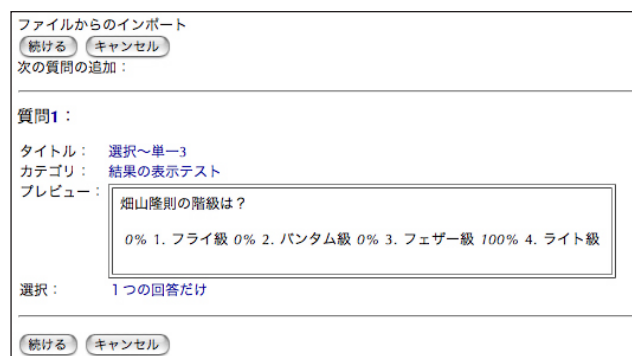 ファイルからのインポート
続ける キャンセル
次の質問の追加：
質問1：
タイトル： 選択～単一3
カテゴリ： 結果の表示テスト
プレビュー：
畑山隆則の階級は？
0% 1. フライ級 0% 2. バンタム級 0% 3. フェザー級 100% 4. ライト級
選択： 1つの回答だけ
続ける キャンセル